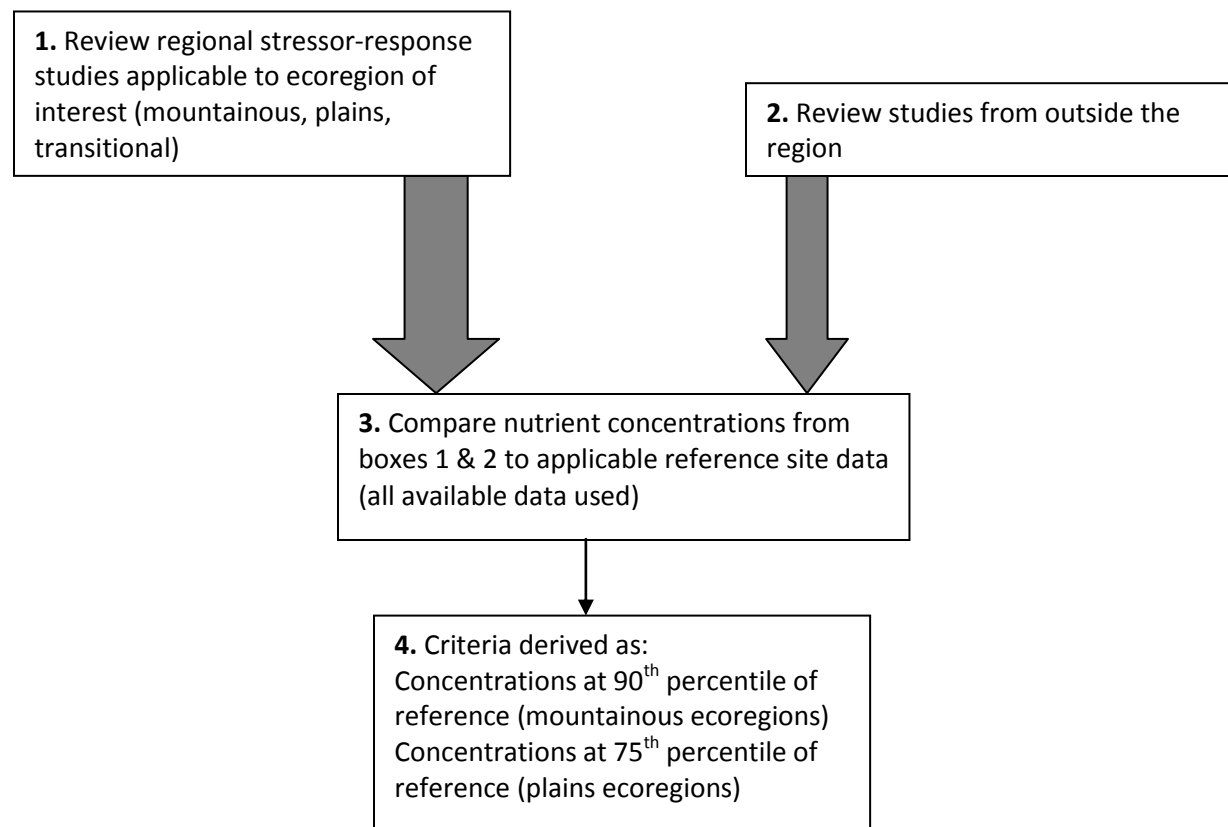 1. Review regional stressor-response
studies applicable to ecoregion of
interest (mountainous, plains,
transitional)
2. Review studies from outside the
region
3. Compare nutrient concentrations from
boxes 1 & 2 to applicable reference site data
(all available data used)
4. Criteria derived as:
Concentrations at 90th percentile of
reference (mountainous ecoregions)
Concentrations at 75th percentile of
reference (plains ecoregions)